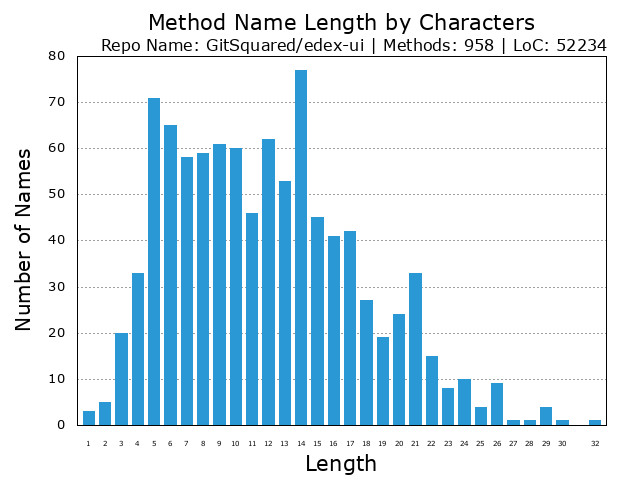 Method Name Length by Characters
Repo Name: GitSquared/edex-ui | Methods: 958 | LoC: 52234
Number of Names
80
70
60
50
40
30
20
10
0
1 2 3 4 5 6 7 8 9 10 11 12 13 14 15 16 17 18 19 20 21 22 23 24 25 26 27 28 29 30 32
Length